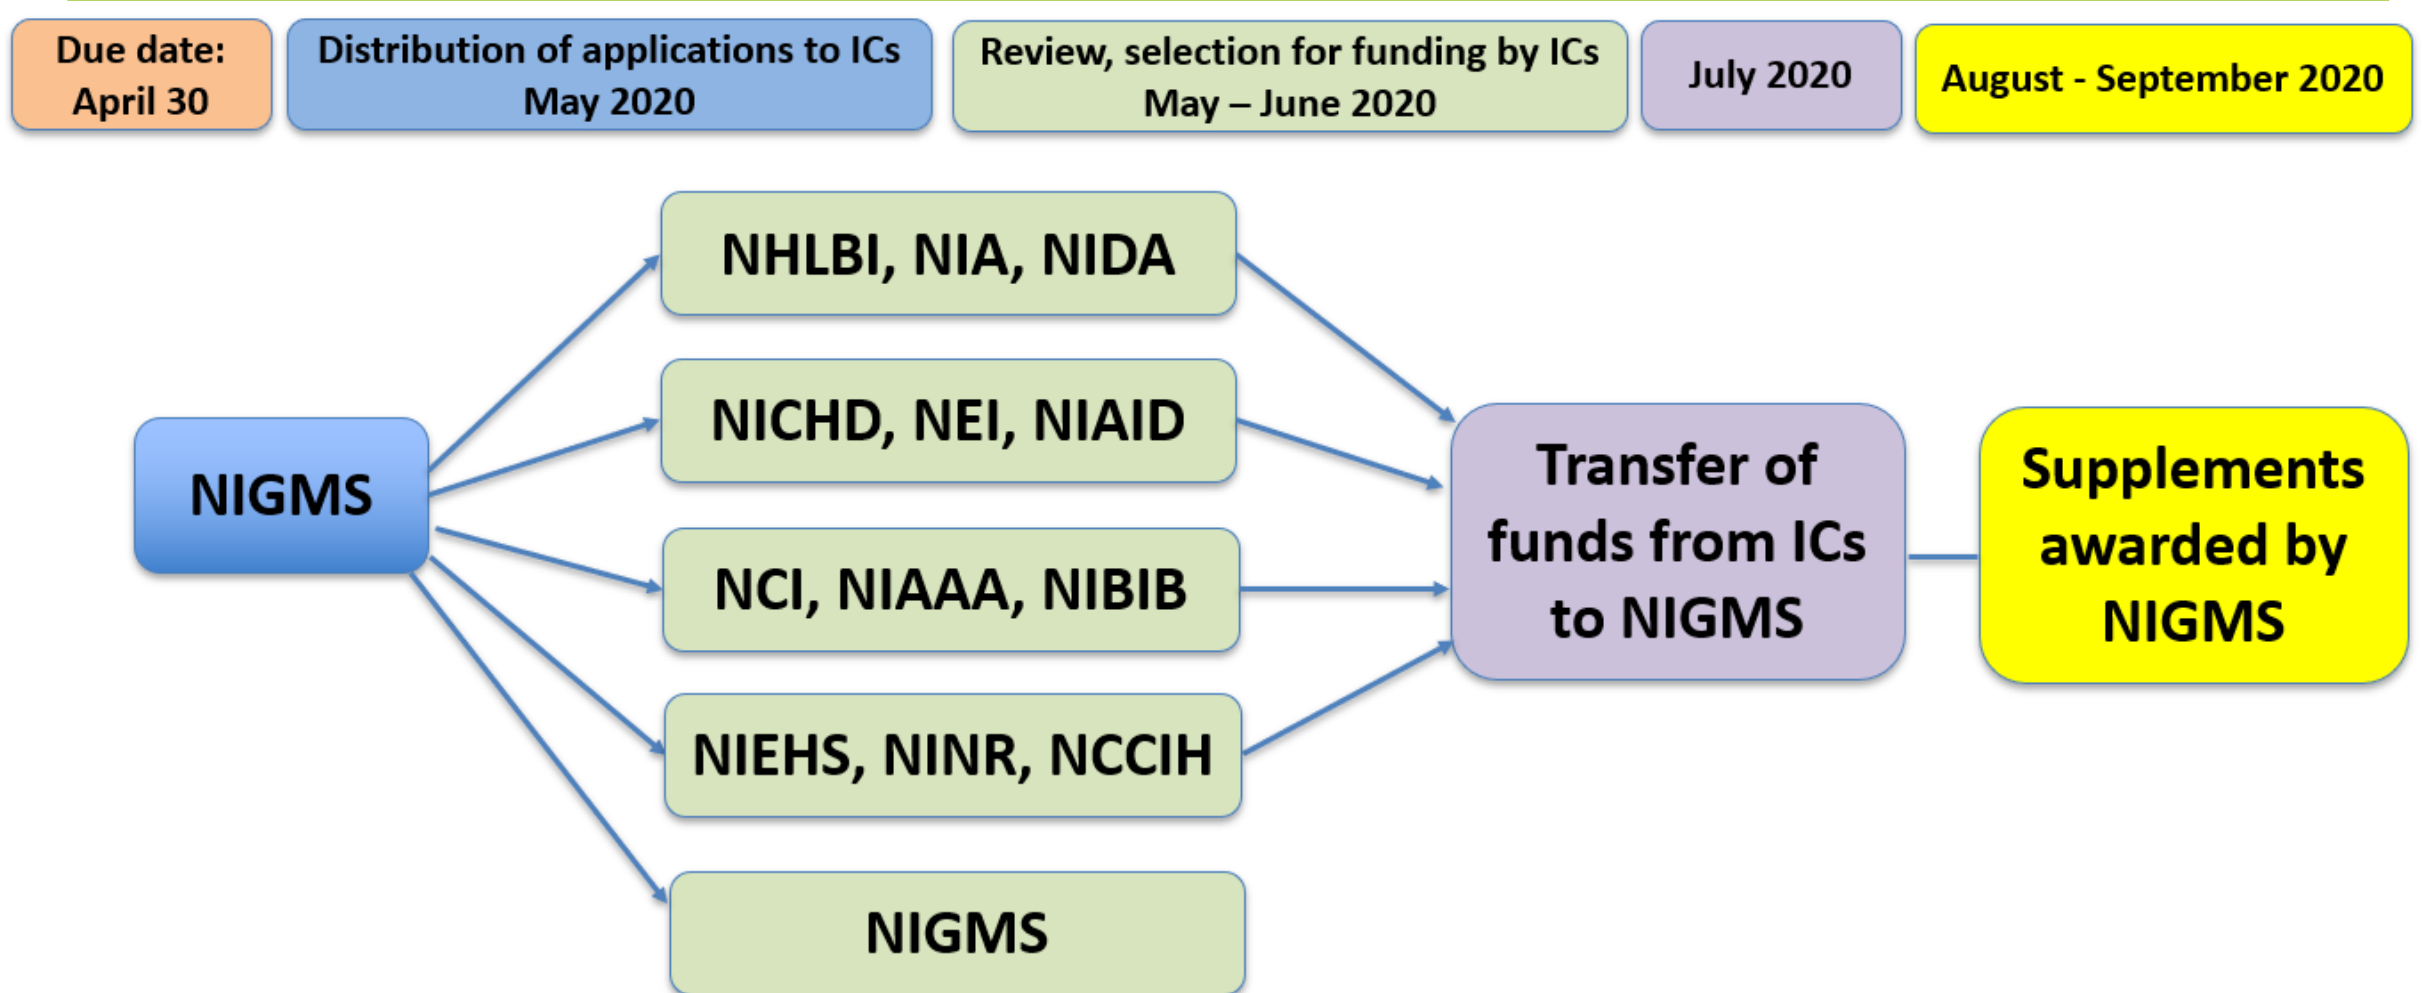 Due date:
April 30
Distribution of applications to ICs
May 2020
Review, selection for funding by ICs
May – June 2020
July 2020
August - September 2020
NIGMS
NHLBI, NIA, NIDA
NICHD, NEI, NIAID
NCI, NIAAA, NIBIB
NIEHS, NINR, NCCIH
NIGMS
Transfer of
funds from ICs
to NIGMS
Supplements
awarded by
NIGMS